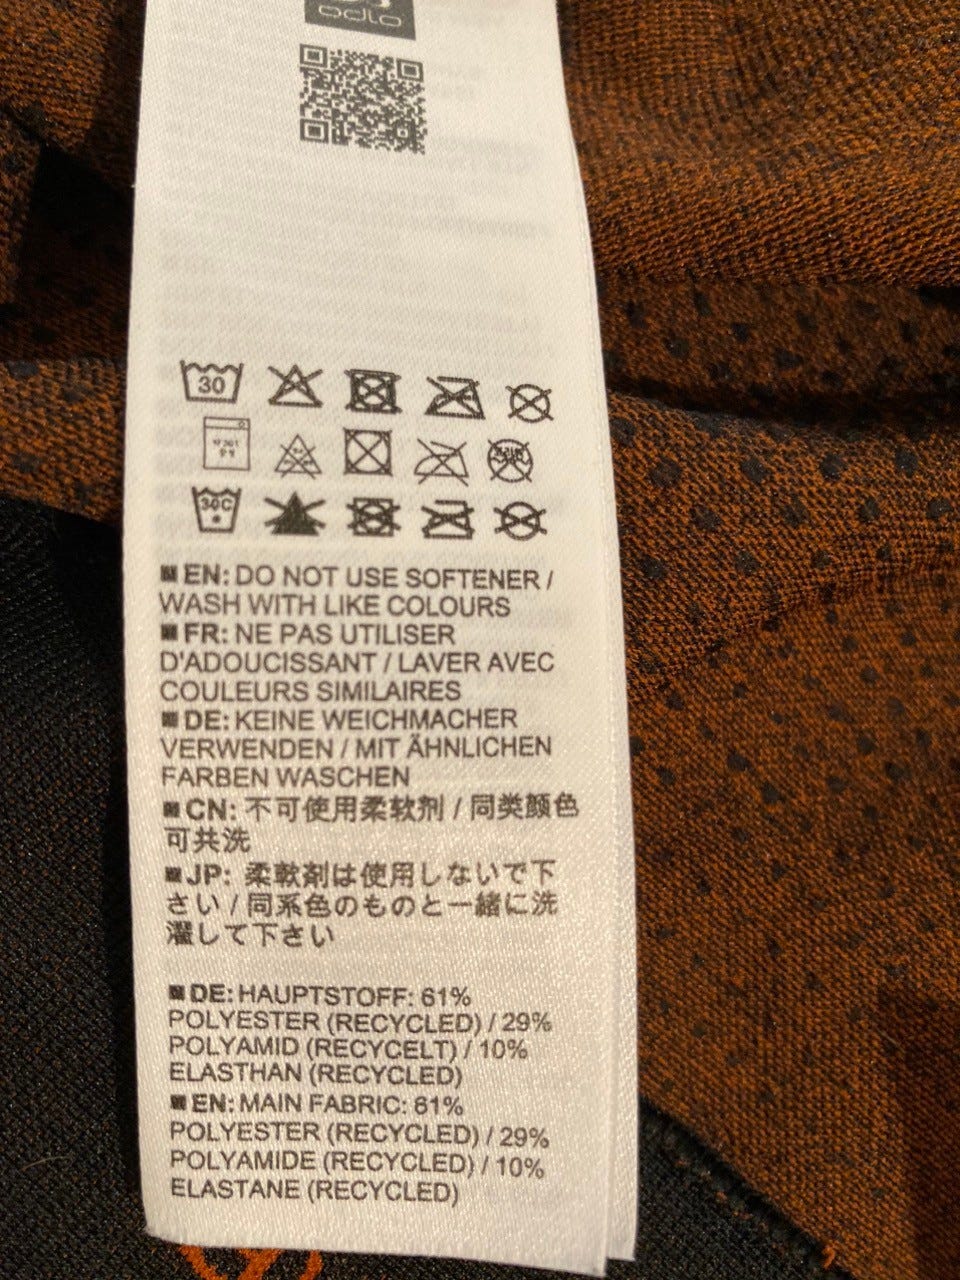 odlo
30
30C
EN: DO NOT USE SOFTENER /
WASH WITH LIKE COLOURS
FR: NE PAS UTILISER
D'ADOUCISSANT / LAVER AVEC
COULEURS SIMILAIRES
DE: KEINE WEICHMACHER
VERWENDEN / MIT ÄHNLICHEN
FARBEN WASCHEN
CN: 不可使用柔软剂 / 同类颜色
可共洗
JP: 柔軟剤は使用しないで下
さい / 同系色のものと一緒に洗
濯して下さい
DE: HAUPTSTOFF: 61%
POLYESTER (RECYCLED) / 29%
POLYAMID (RECYCELT) / 10%
ELASTHAN (RECYCLED)
EN: MAIN FABRIC: 61%
POLYESTER (RECYCLED) / 29%
POLYAMIDE (RECYCLED) / 10%
ELASTANE (RECYCLED)